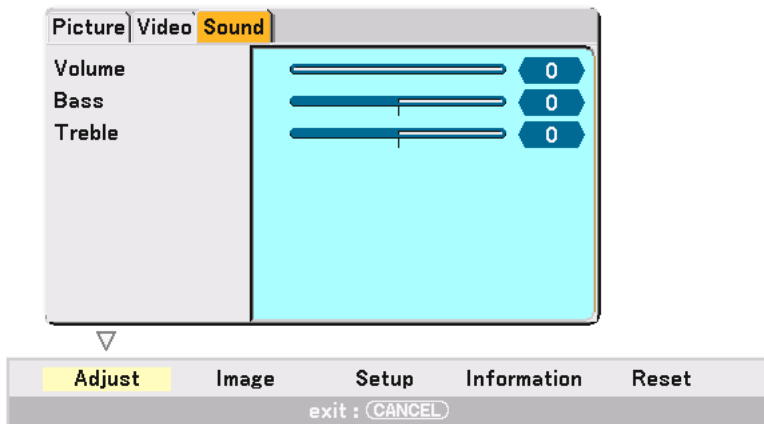 Picture Video Sound
Volume 0
Bass 0
Treble 0
Adjust Image Setup Information Reset
exit : CANCEL